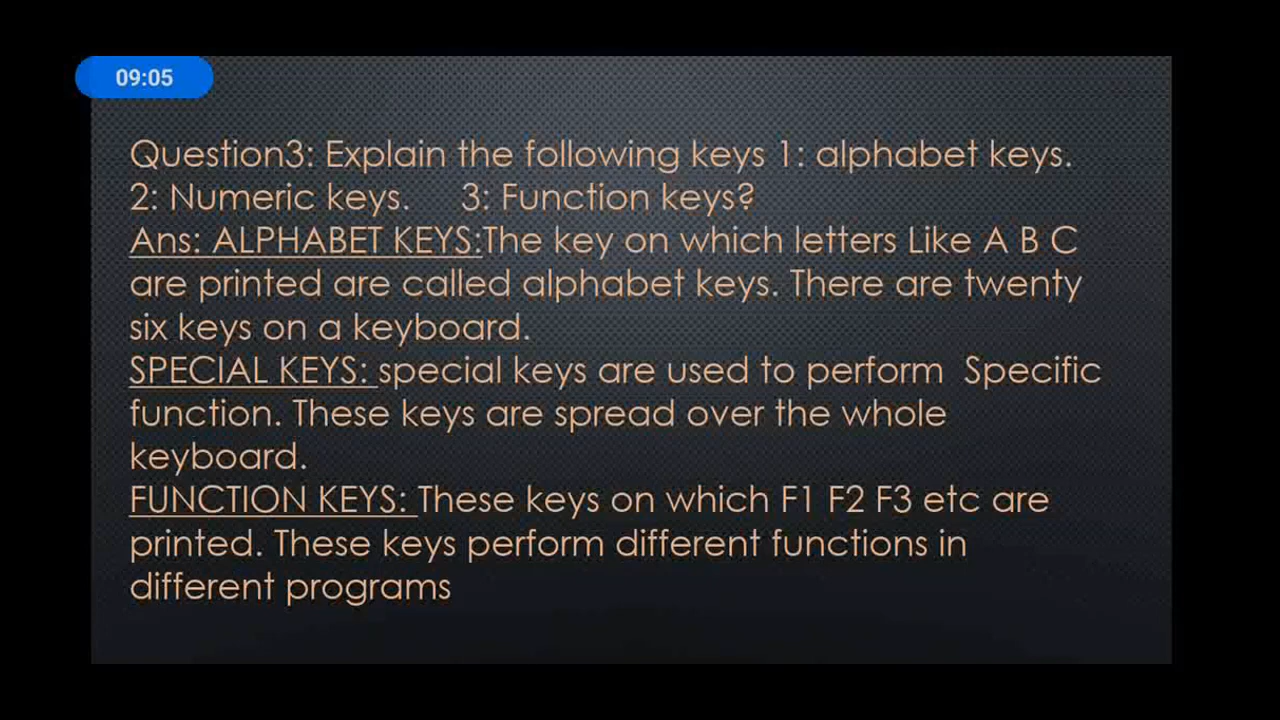 09:05
Question3: Explain the following keys 1: alphabet keys.
2: Numeric keys. 3: Function keys?
Ans: ALPHABET KEYS:The key on which letters Like A B C
are printed are called alphabet keys. There are twenty
six keys on a keyboard.
SPECIAL KEYS: special keys are used to perform Specific
function. These keys are spread over the whole
keyboard.
FUNCTION KEYS: These keys on which F1 F2 F3 etc are
printed. These keys perform different functions in
different programs